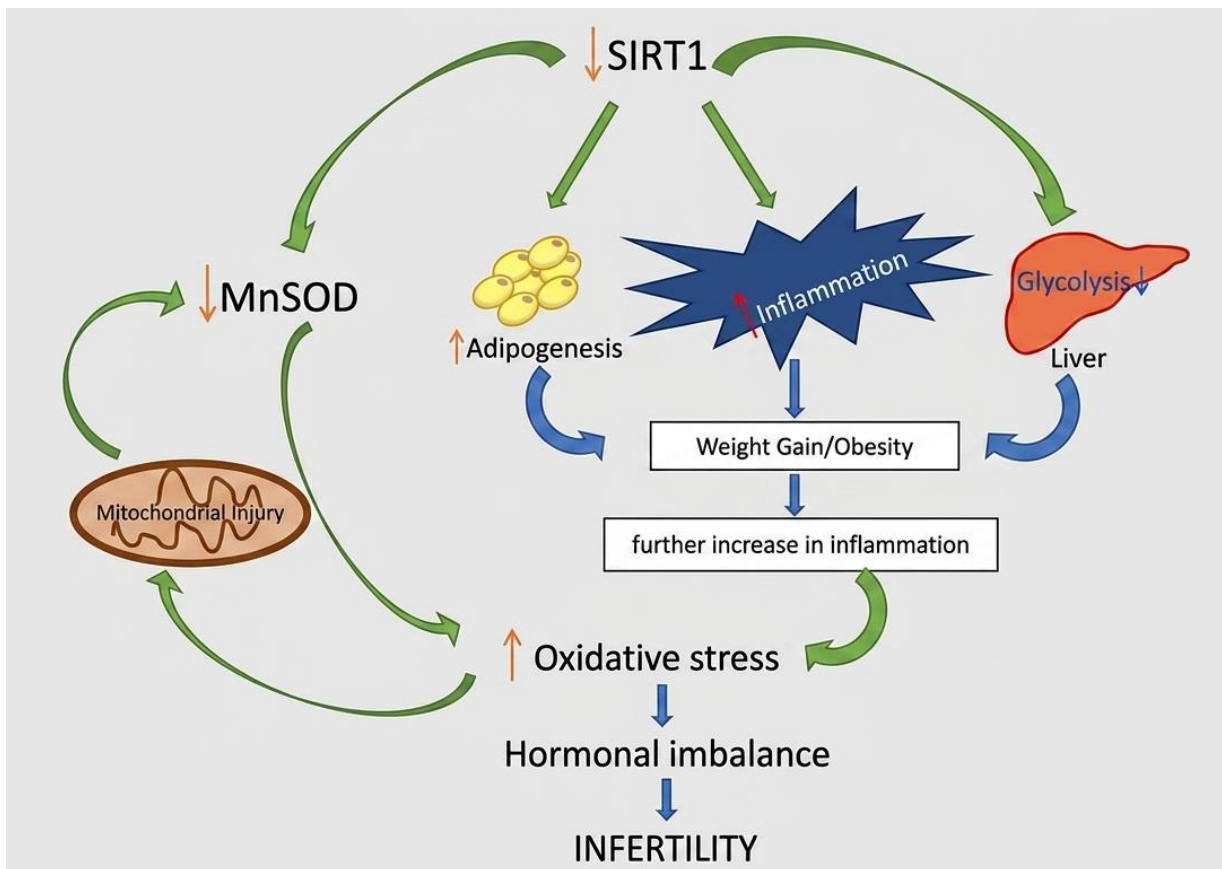 ↓SIRT1
↓MnSOD
↑Adipogenesis
↑Inflammation
Glycolysis↓
Liver
Weight Gain/Obesity
Mitochondrial Injury
further increase in inflammation
↑ Oxidative stress
Hormonal imbalance
INFERTILITY